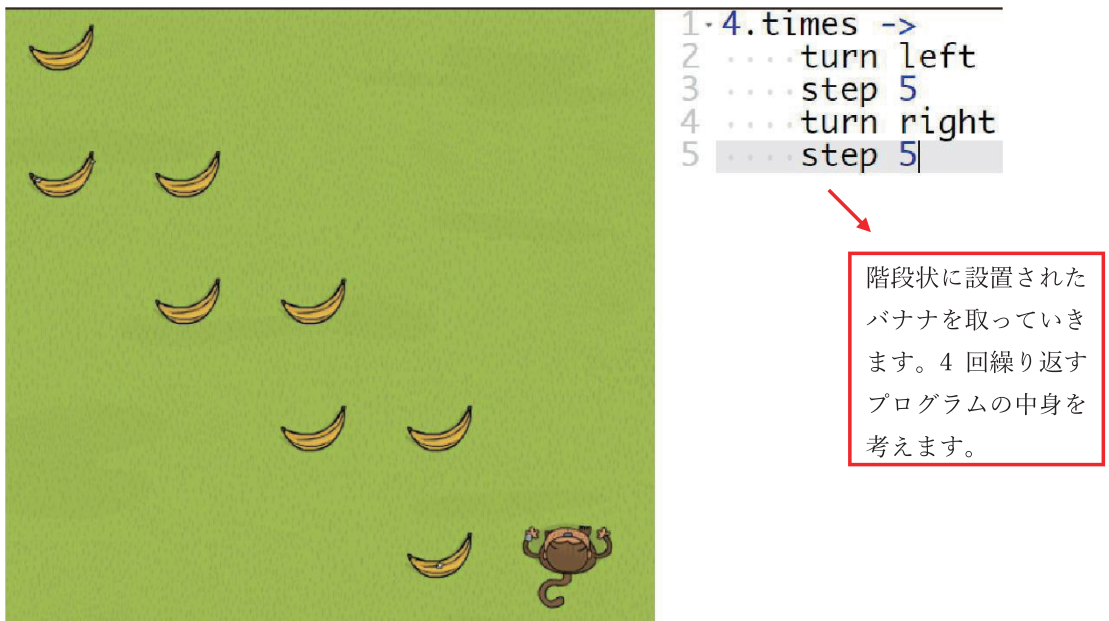 1 4.times ->
2 turn left
3 step 5
4 turn right
5 step 5
階段状に設置された
バナナを取っていき
ます。4 回繰り返す
プログラムの中身を
考えます。